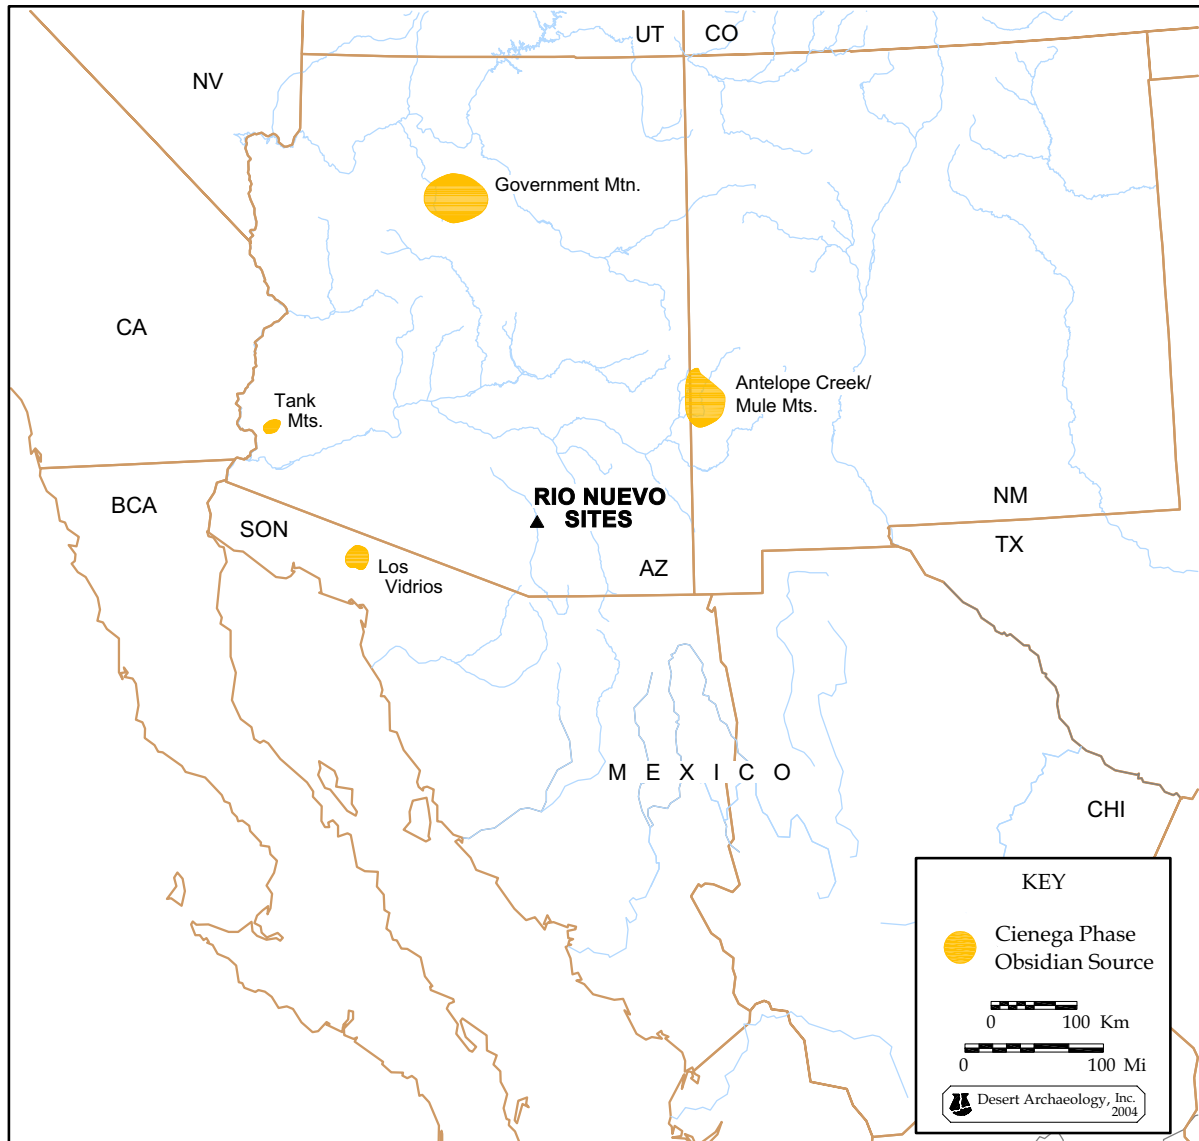 UT
CO
NV
Government Mtn.
CA
Antelope Creek/
Mule Mts.
Tank
Mts.
RIO NUEVO
SITES
NM
BCA
SON
TX
Los
Vidrios
AZ
MEXICO
CHI
KEY
Cienega Phase
Obsidian Source
0 100 Km
0 100 Mi
Desert Archaeology, Inc.
2004